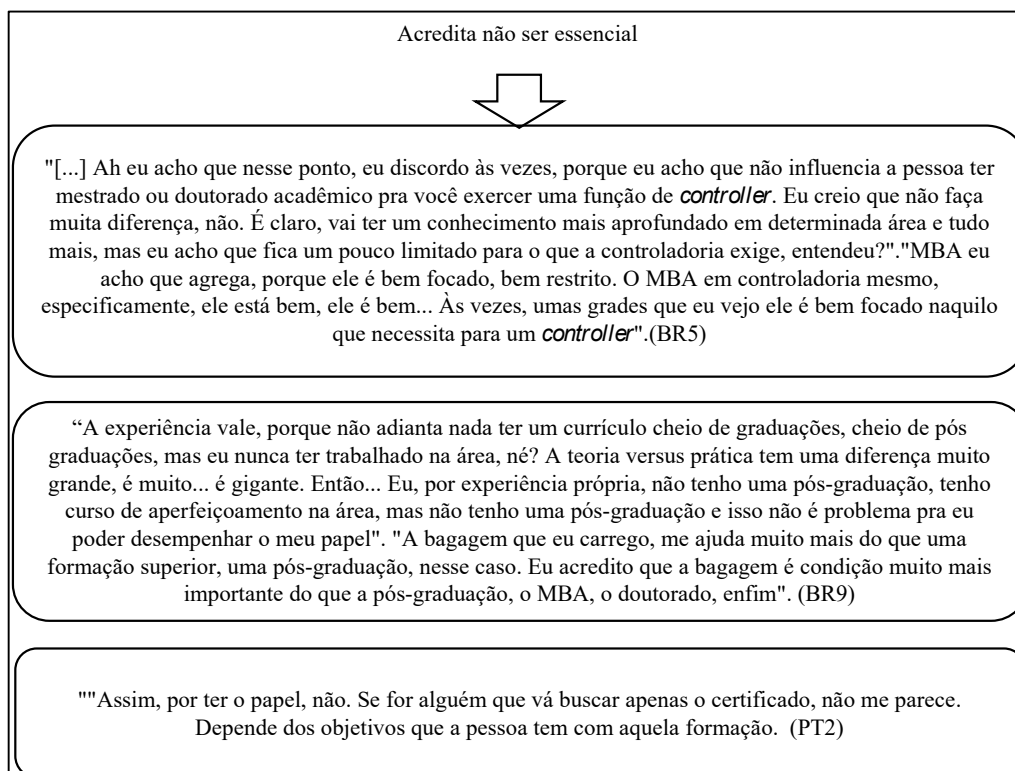 Acredita não ser essencial
"[...] Ah eu acho que nesse ponto, eu discordo às vezes, porque eu acho que não influencia a pessoa ter
mestrado ou doutorado acadêmico pra você exercer uma função de controller. Eu creio que não faça
muita diferença, não. É claro, vai ter um conhecimento mais aprofundado em determinada área e tudo
mais, mas eu acho que fica um pouco limitado para o que a controladoria exige, entendeu?"."MBA eu
acho que agrega, porque ele é bem focado, bem restrito. O MBA em controladoria mesmo,
especificamente, ele está bem, ele é bem... Às vezes, umas grades que eu vejo ele é bem focado naquilo
que necessita para um controller".(BR5)
“A experiência vale, porque não adianta nada ter um currículo cheio de graduações, cheio de pós
graduações, mas eu nunca ter trabalhado na área, né? A teoria versus prática tem uma diferença muito
grande, é muito... é gigante. Então... Eu, por experiência própria, não tenho uma pós-graduação, tenho
curso de aperfeiçoamento na área, mas não tenho uma pós-graduação e isso não é problema pra eu
poder desempenhar o meu papel". "A bagagem que eu carrego, me ajuda muito mais do que uma
formação superior, uma pós-graduação, nesse caso. Eu acredito que a bagagem é condição muito mais
importante do que a pós-graduação, o MBA, o doutorado, enfim". (BR9)
""Assim, por ter o papel, não. Se for alguém que vá buscar apenas o certificado, não me parece.
Depende dos objetivos que a pessoa tem com aquela formação. (PT2)